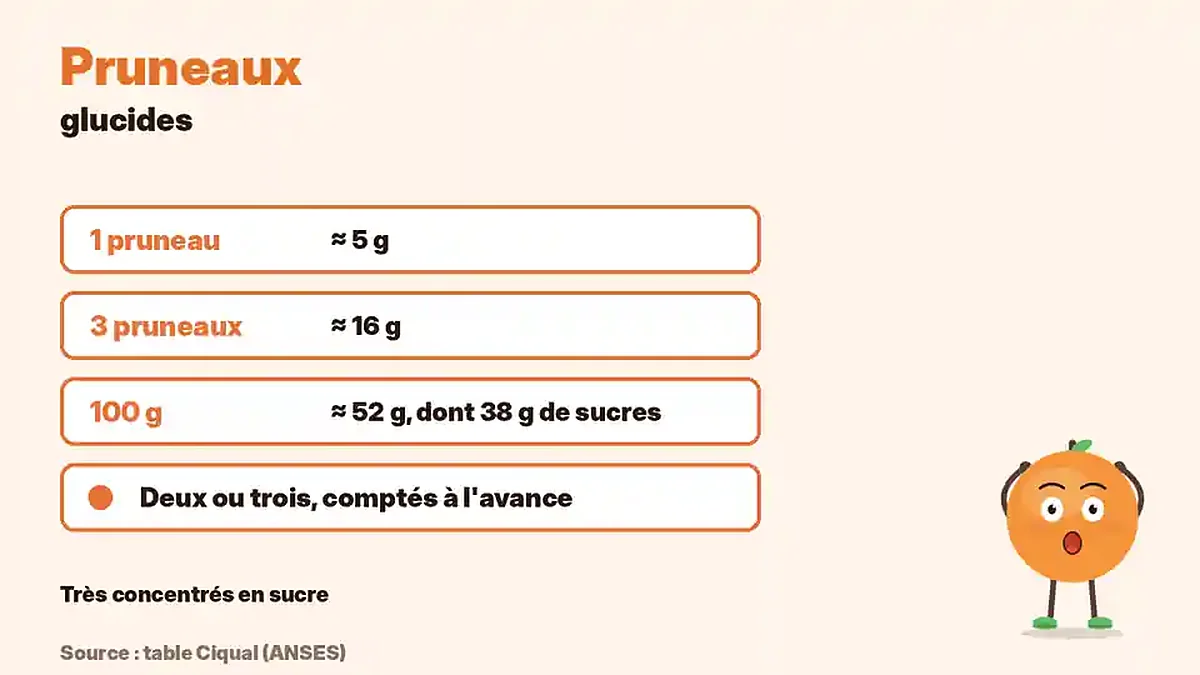 Pruneaux
glucides
1 pruneau ≈ 5 g
3 pruneaux ≈ 16 g
100 g ≈ 52 g, dont 38 g de sucres
Deux ou trois, comptés à l'avance
Très concentrés en sucre
Source : table Ciqual (ANSES)